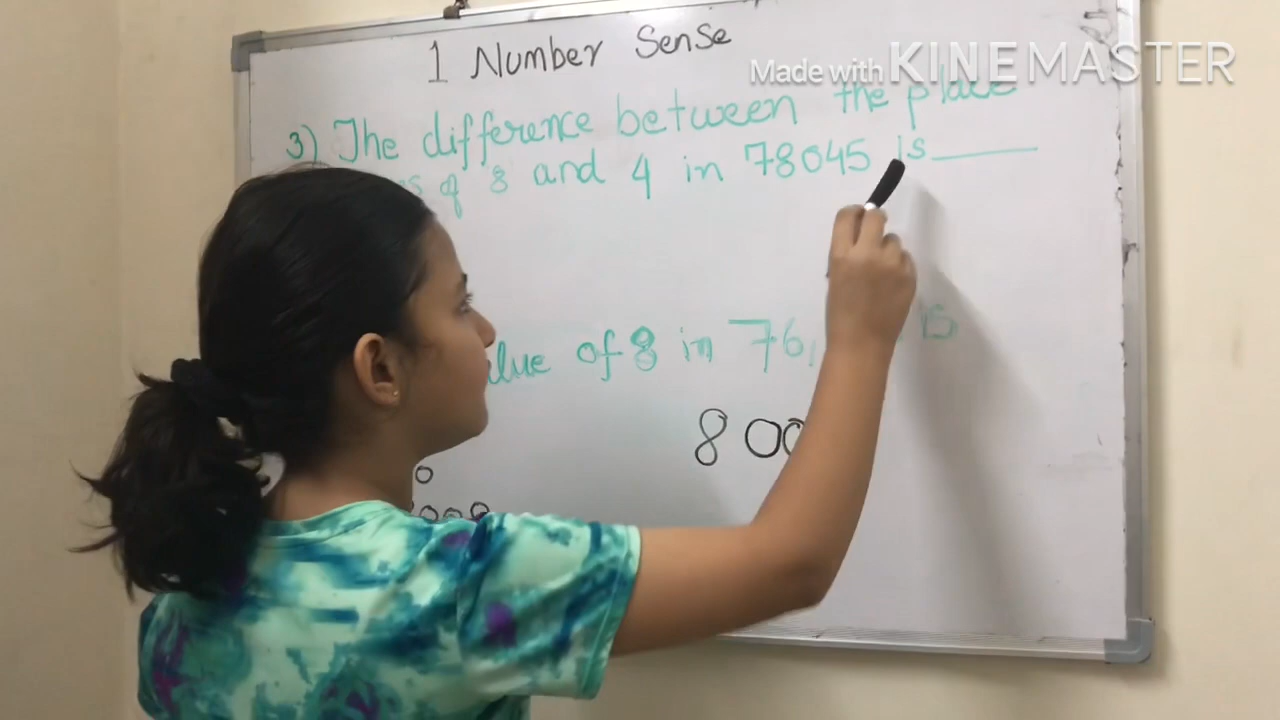 1 Number Sense
Made with KINEMASTER
3) The difference between the place
of 8 and 4 in 78045 is
of 8 in 76, is
8 00